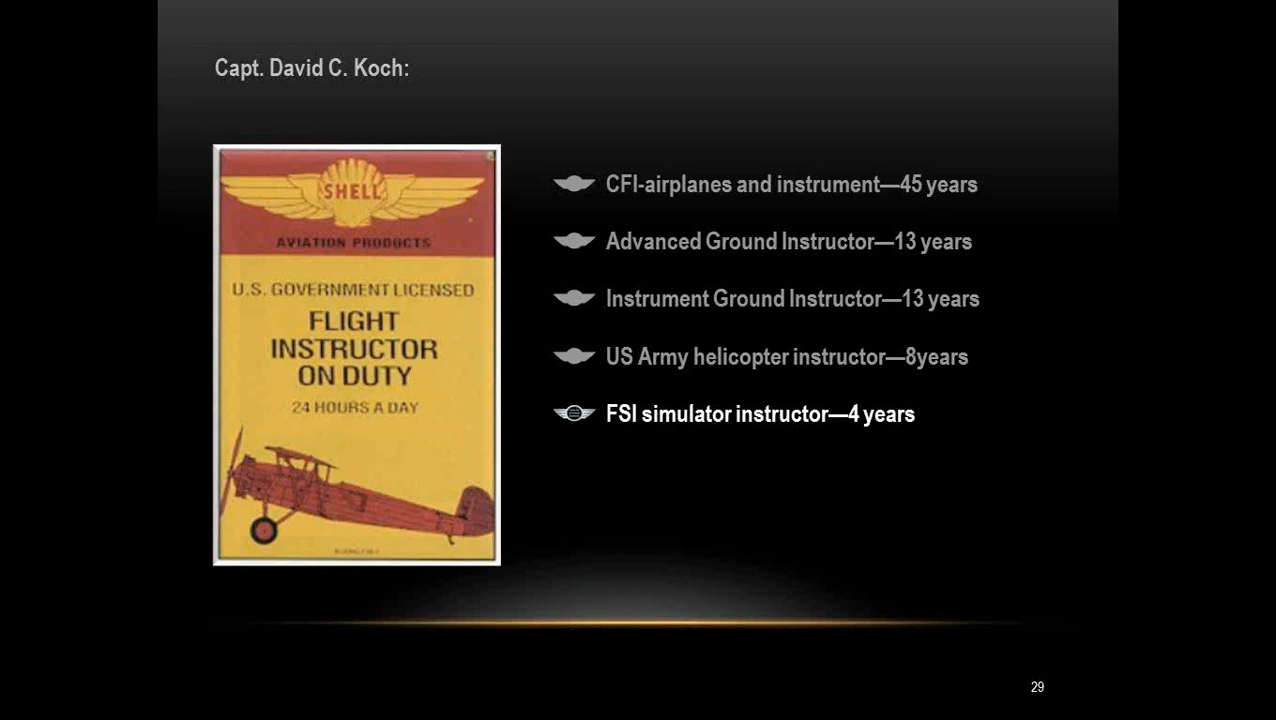 Capt. David C. Koch:
SHELL
AVIATION PRODUCTS
U.S. GOVERNMENT LICENSED
FLIGHT
INSTRUCTOR
ON DUTY
24 HOURS A DAY
CFI-airplanes and instrument—45 years
Advanced Ground Instructor—13 years
Instrument Ground Instructor—13 years
US Army helicopter instructor—8years
FSI simulator instructor—4 years
29